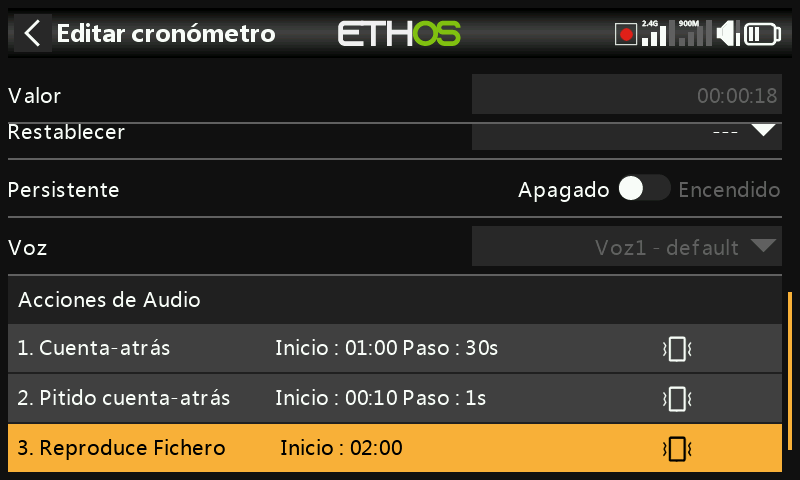 Editar cronómetro ETHOS 2.4G 900M
Valor 00:00:18
Restablecer ---
Persistente Apagado Encendido
Voz Voz1 - default
Acciones de Audio
1. Cuenta-atrás Inicio : 01:00 Paso : 30s
2. Pitido cuenta-atrás Inicio : 00:10 Paso : 1s
3. Reproduce Fichero Inicio : 02:00